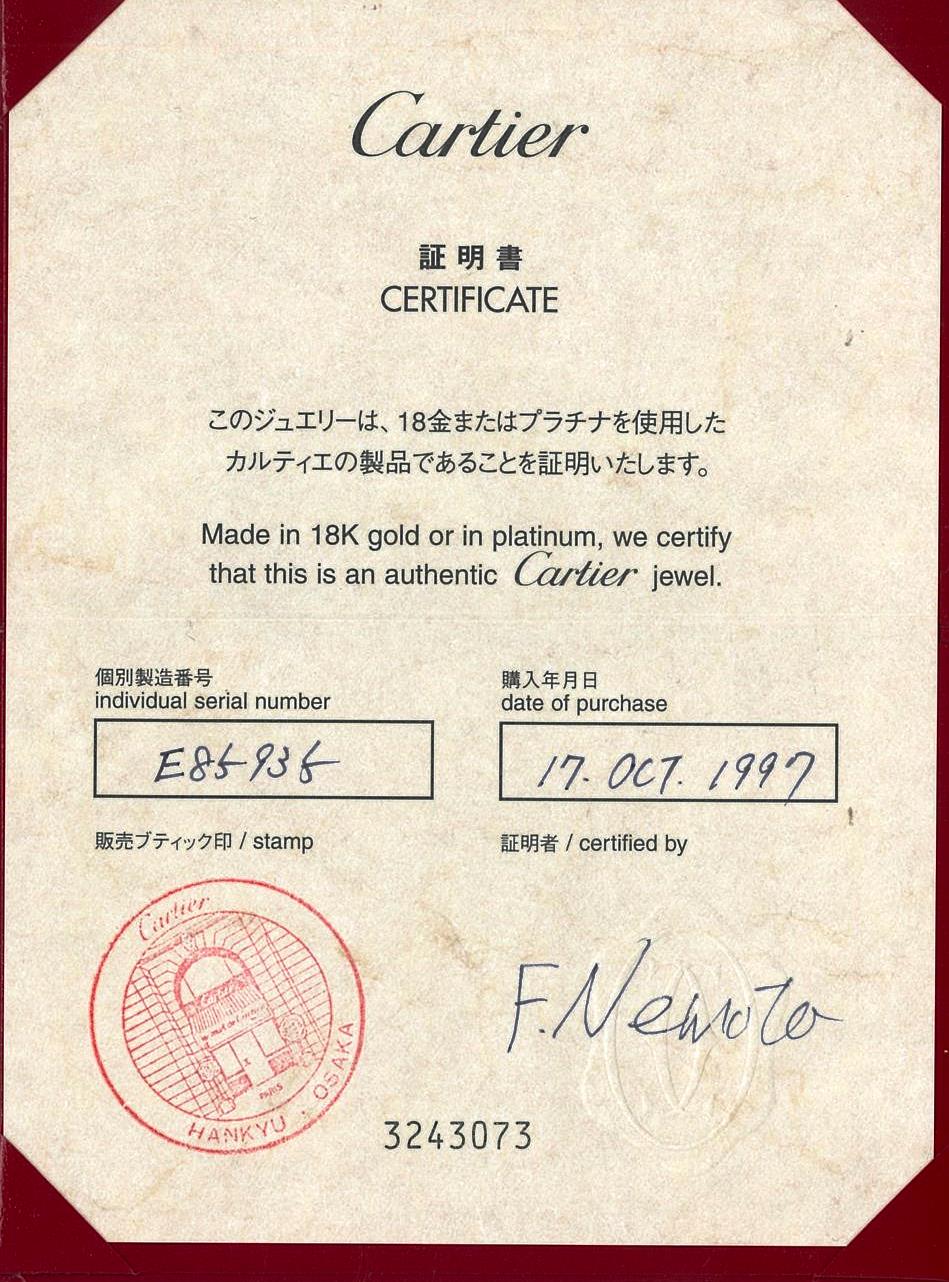 Cartier
証明書
CERTIFICATE
このジュエリーは、18金またはプラチナを使用した
カルティエの製品であることを証明いたします。
Made in 18K gold or in platinum, we certify
that this is an authentic Cartier jewel.
個別製造番号
individual serial number
E85935
購入年月日
date of purchase
17. OCT. 1997
販売ブティック印 / stamp
証明者 / certified by
Cartier
PARIS
HANKYU · OSAKA
F. Nemoto
3243073